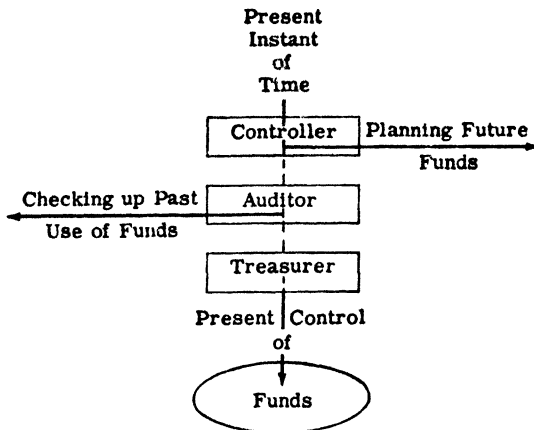 Present
Instant
of
Time
Controller
Planning Future
Funds
Checking up Past
Use of Funds
Auditor
Treasurer
Present Control
of
Funds